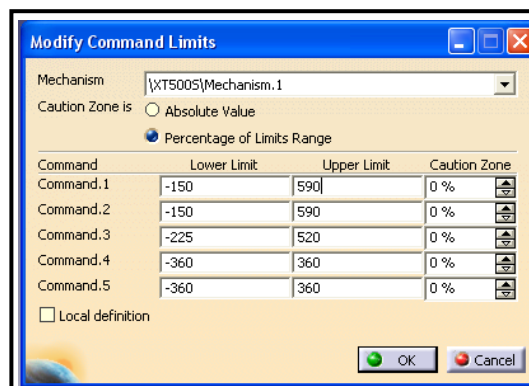 Modify Command Limits
Mechanism \XT500S\Mechanism.1
Caution Zone is Absolute Value
Percentage of Limits Range
Command Lower Limit Upper Limit Caution Zone
Command.1 -150 590 0 %
Command.2 -150 590 0 %
Command.3 -225 520 0 %
Command.4 -360 360 0 %
Command.5 -360 360 0 %
Local definition
OK Cancel